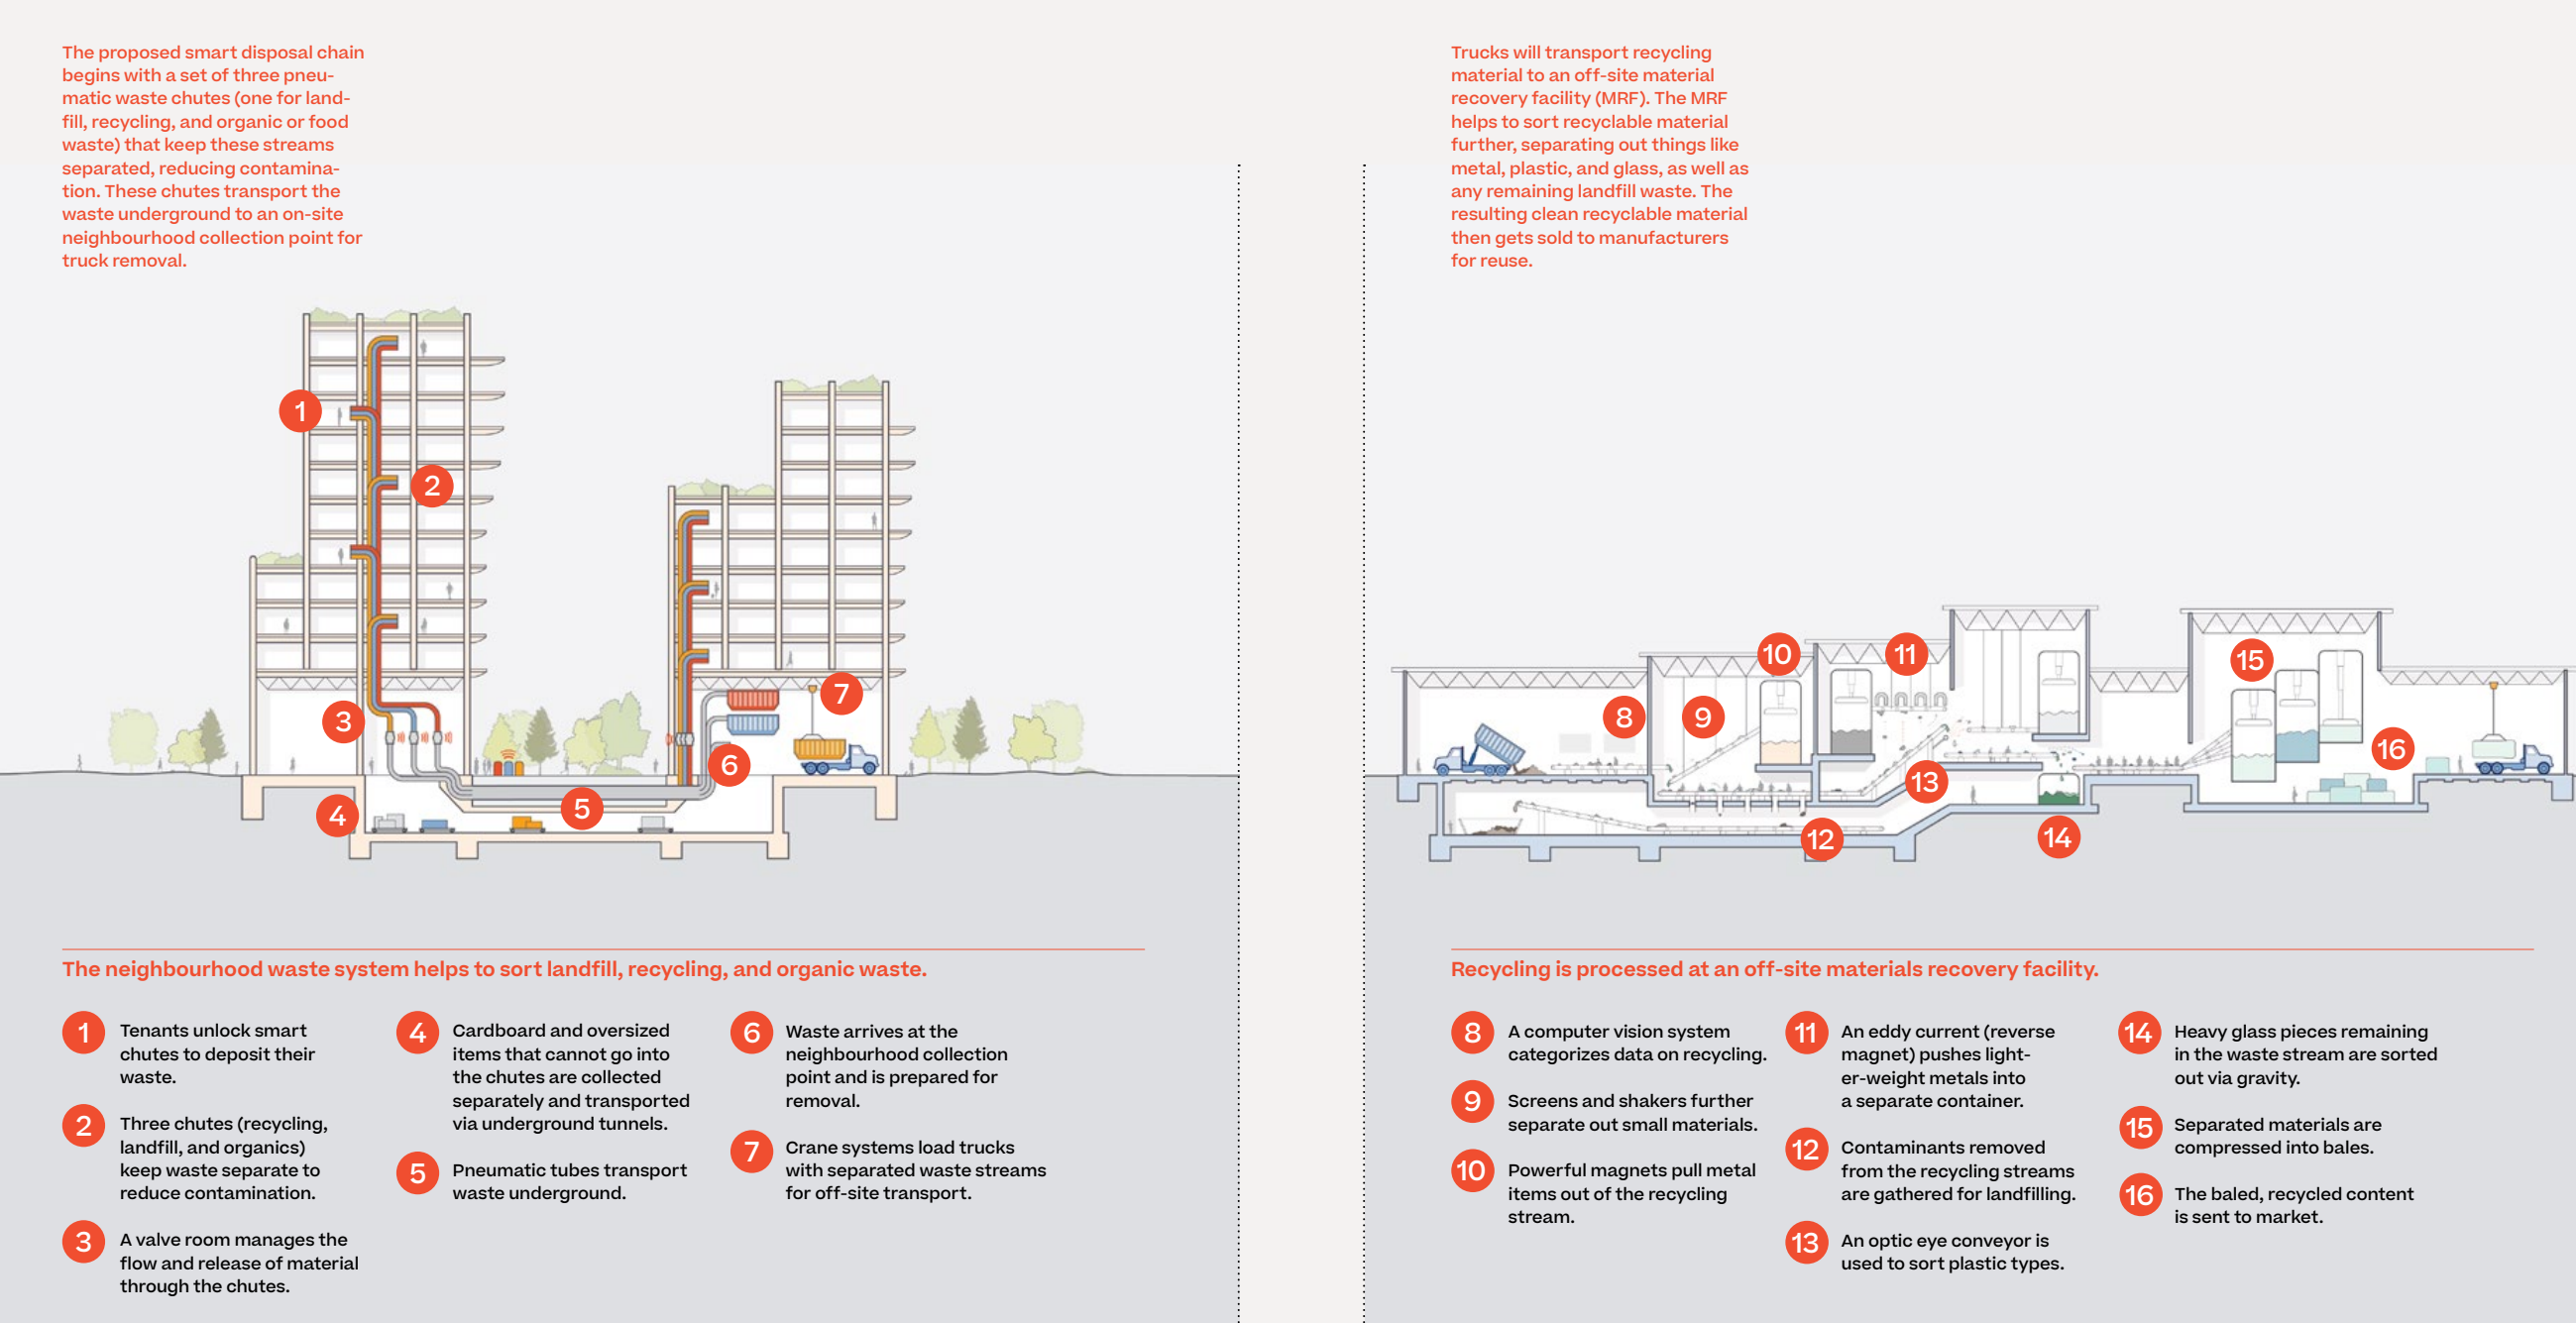 The proposed smart disposal chain
begins with a set of three pneu-
matic waste chutes (one for land-
fill, recycling, and organic or food
waste) that keep these streams
separated, reducing contamina-
tion. These chutes transport the
waste underground to an on-site
neighbourhood collection point for
truck removal.
1
2
3
4
5
6
7
The neighbourhood waste system helps to sort landfill, recycling, and organic waste.
1 Tenants unlock smart
chutes to deposit their
waste.
2 Three chutes (recycling,
landfill, and organics)
keep waste separate to
reduce contamination.
3 A valve room manages the
flow and release of material
through the chutes.
4 Cardboard and oversized
items that cannot go into
the chutes are collected
separately and transported
via underground tunnels.
5 Pneumatic tubes transport
waste underground.
6 Waste arrives at the
neighbourhood collection
point and is prepared for
removal.
7 Crane systems load trucks
with separated waste streams
for off-site transport.
Trucks will transport recycling
material to an off-site material
recovery facility (MRF). The MRF
helps to sort recyclable material
further, separating out things like
metal, plastic, and glass, as well as
any remaining landfill waste. The
resulting clean recyclable material
then gets sold to manufacturers
for reuse.
8
9
10
11
12
13
14
15
16
Recycling is processed at an off-site materials recovery facility.
8 A computer vision system
categorizes data on recycling.
9 Screens and shakers further
separate out small materials.
10 Powerful magnets pull metal
items out of the recycling
stream.
11 An eddy current (reverse
magnet) pushes light-
er-weight metals into
a separate container.
12 Contaminants removed
from the recycling streams
are gathered for landfilling.
13 An optic eye conveyor is
used to sort plastic types.
14 Heavy glass pieces remaining
in the waste stream are sorted
out via gravity.
15 Separated materials are
compressed into bales.
16 The baled, recycled content
is sent to market.